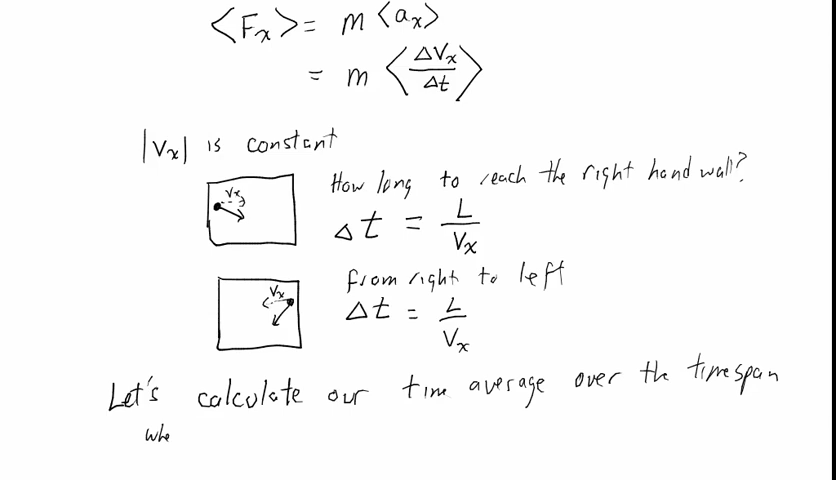 <Fx> = m <ax>
= m <ΔVx/Δt>
|Vx| is constant
How long to reach the right hand wall?
Vx
Δt = L/Vx
from right to left
Vx
Δt = L/Vx
Let's calculate our time average over the timespan
whe